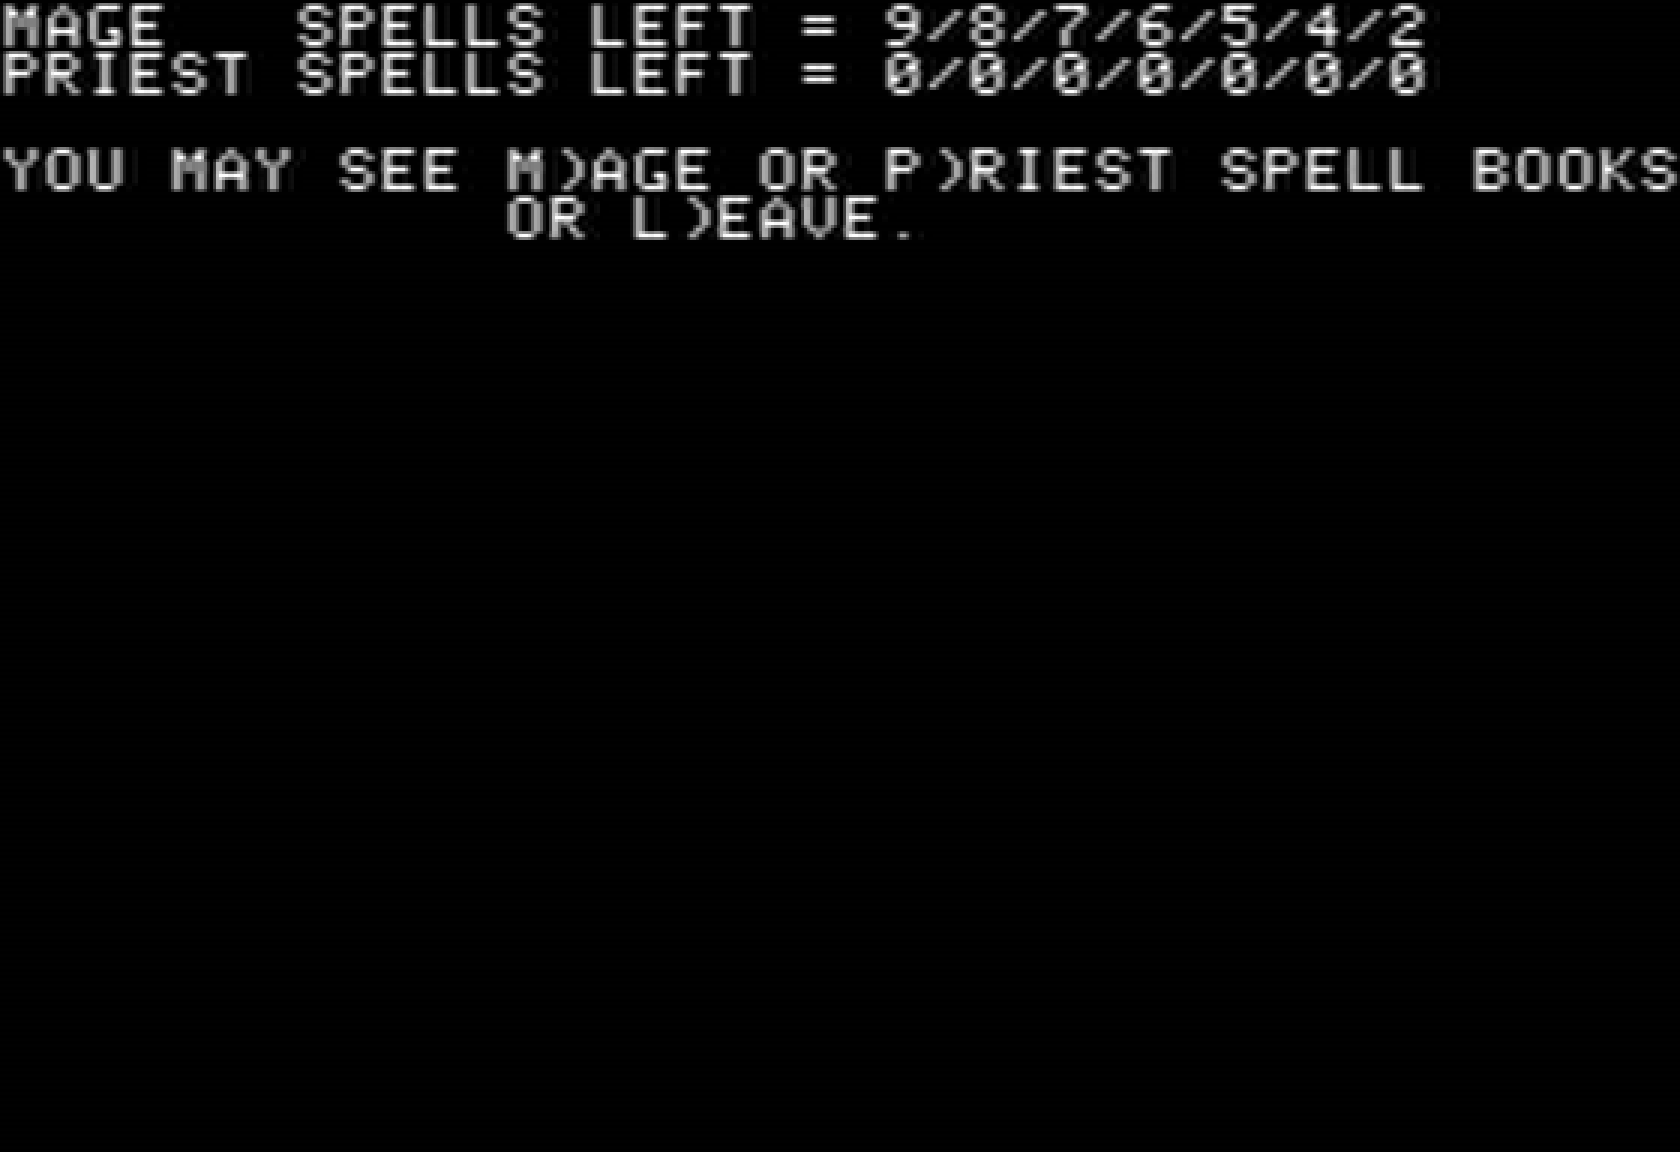 MAGE   SPELLS LEFT = 9/8/7/6/5/4/2
PRIEST SPELLS LEFT = 0/0/0/0/0/0/0
YOU MAY SEE M)AGE OR P)RIEST SPELL BOOKS
OR L)EAVE.